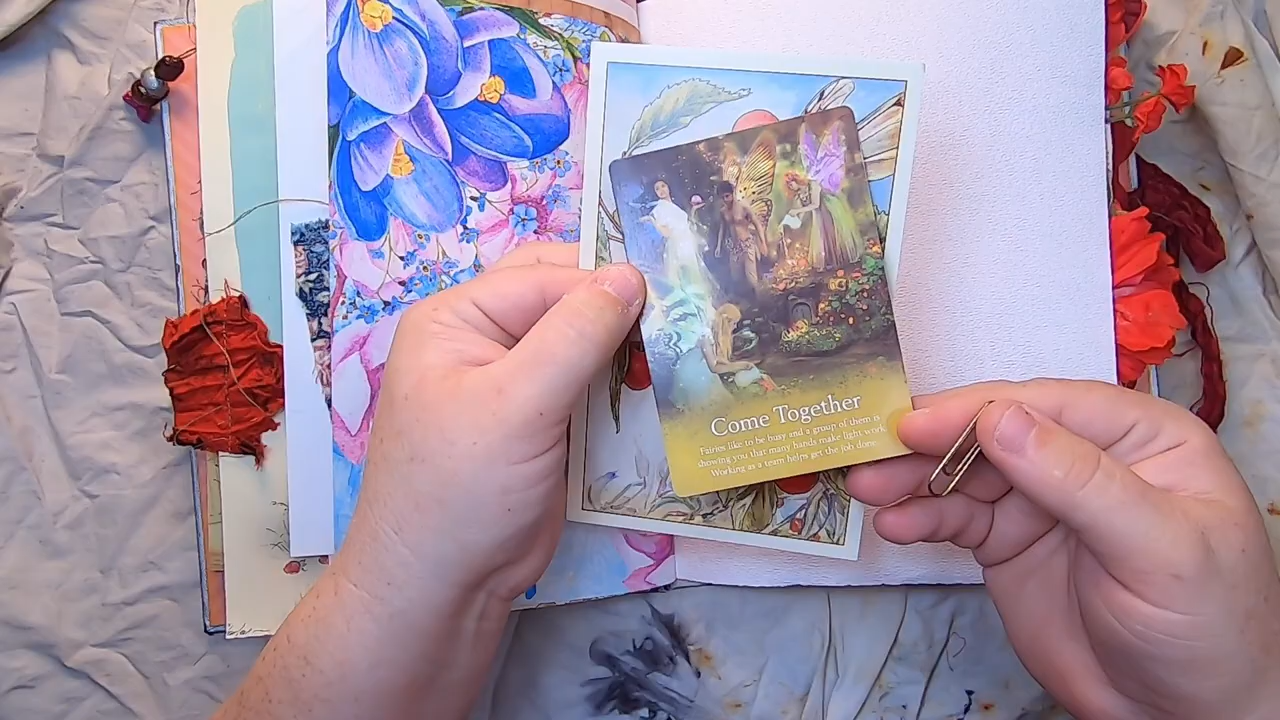 Come Together
Fairies like to be busy and a group of them is
showing you that many hands make light work.
Working as a team helps get the job done.